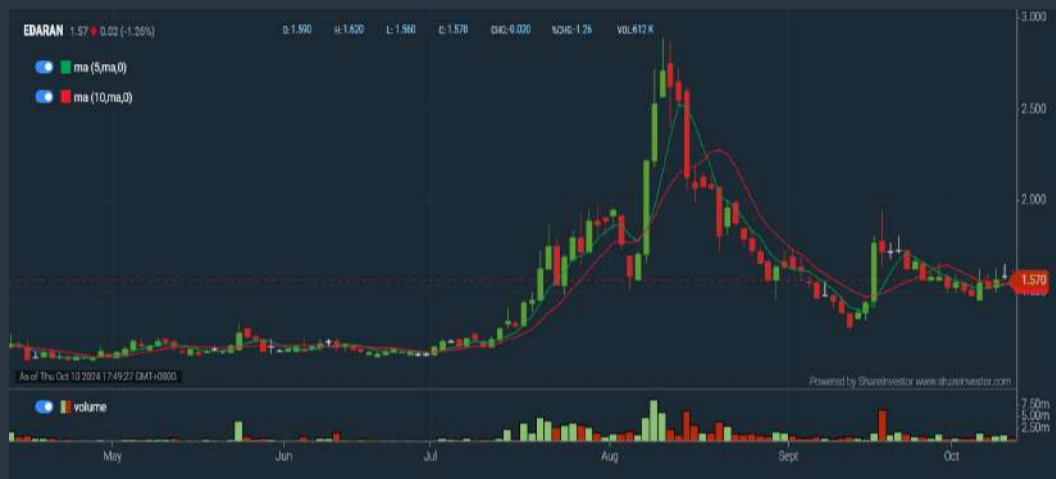 EDARAN 1.57 0.02 (-1.26%) O:1.590 H:1.620 L:1.560 C:1.570 CHG:-0.020 %CHG:-1.26 VOL:612 K
ma (5,ma,0)
ma (10,ma,0)
3.000
2.500
2.000
1.570
As of Thu Oct 10 2024 17:49:27 GMT+0800
Powered by ShareInvestor www.shareinvestor.com
volume
7.50m
5.00m
2.50m
May Jun Jul Aug Sept Oct